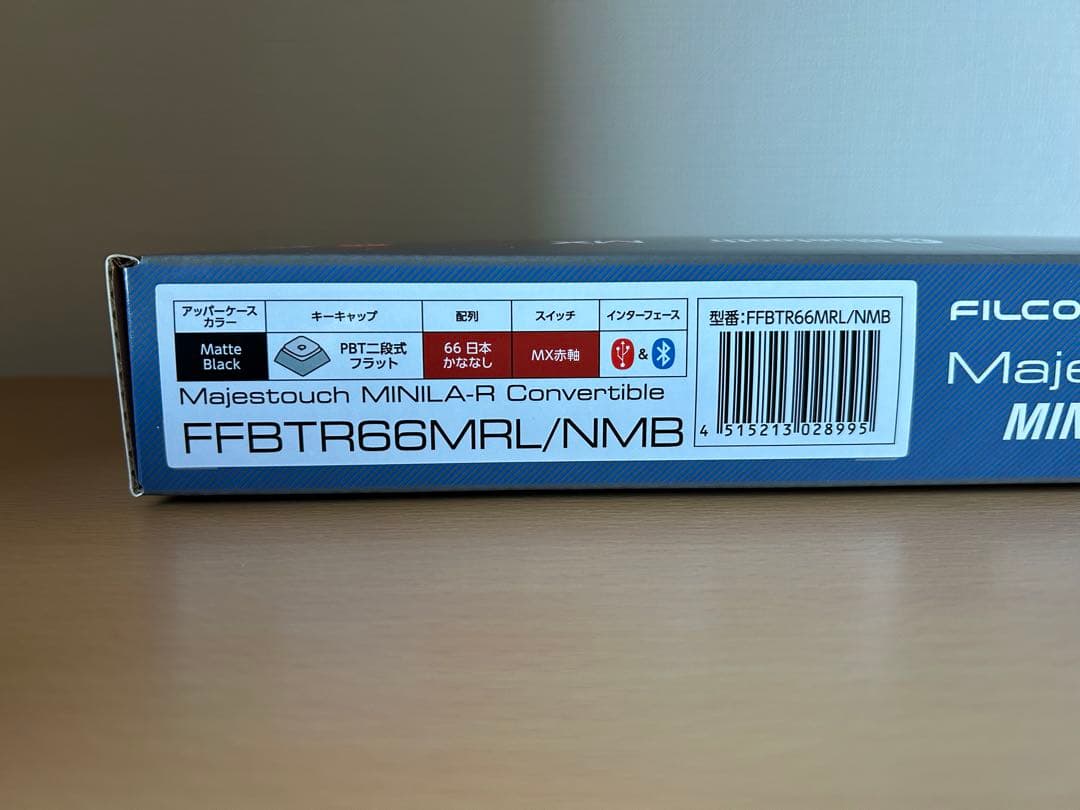 アッパーケース
カラー
キーキャップ
配列
スイッチ
インターフェース
Matte
Black
PBT二段式
フラット
66 日本
かななし
MX赤軸
&
Majestouch MINILA-R Convertible
FFBTR66MRL/NMB
型番:FFBTR66MRL/NMB
4 515213 028995
FILCO
Maje
MIN
MX
Bluetooth